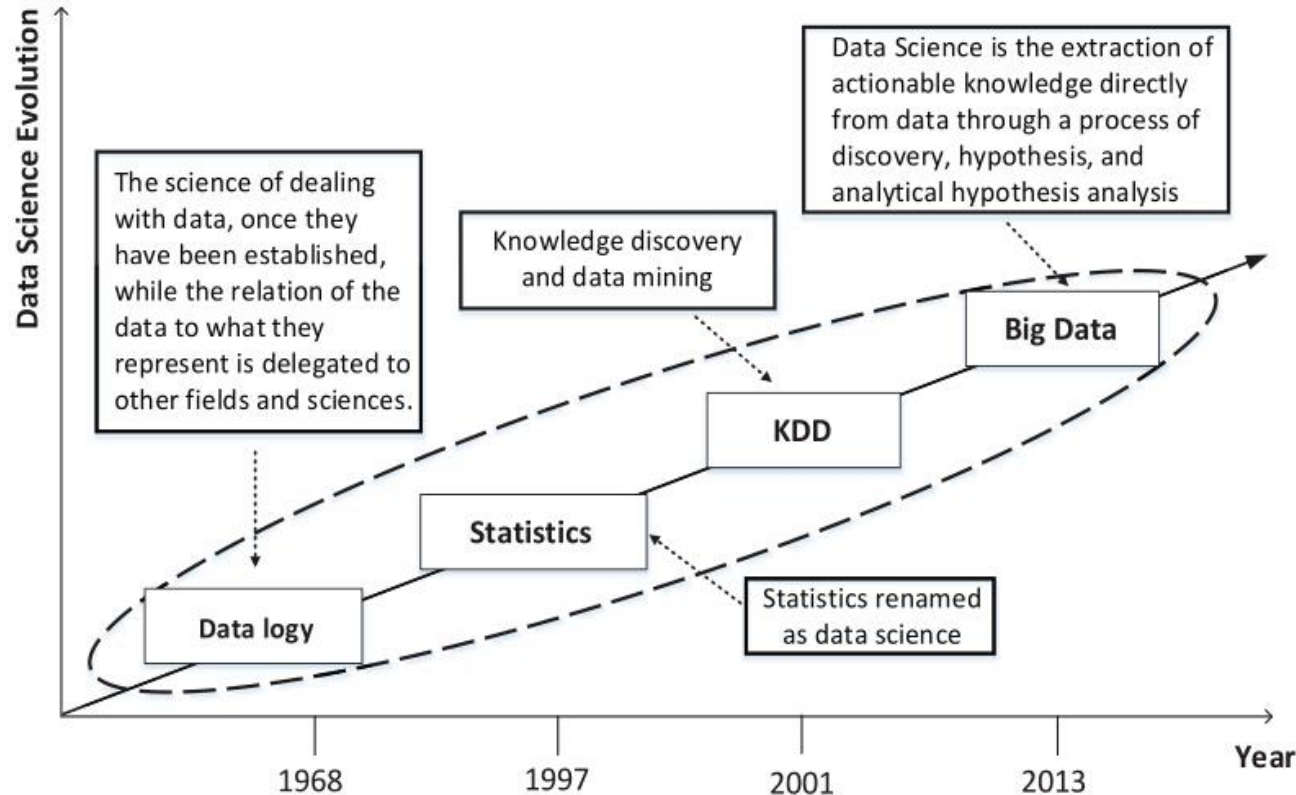 Data Science Evolution
Data Science is the extraction of
actionable knowledge directly
from data through a process of
discovery, hypothesis, and
analytical hypothesis analysis
The science of dealing
with data, once they
have been established,
while the relation of the
data to what they
represent is delegated to
other fields and sciences.
Knowledge discovery
and data mining
Big Data
KDD
Statistics
Statistics renamed
as data science
Data logy
1968
1997
2001
2013
Year